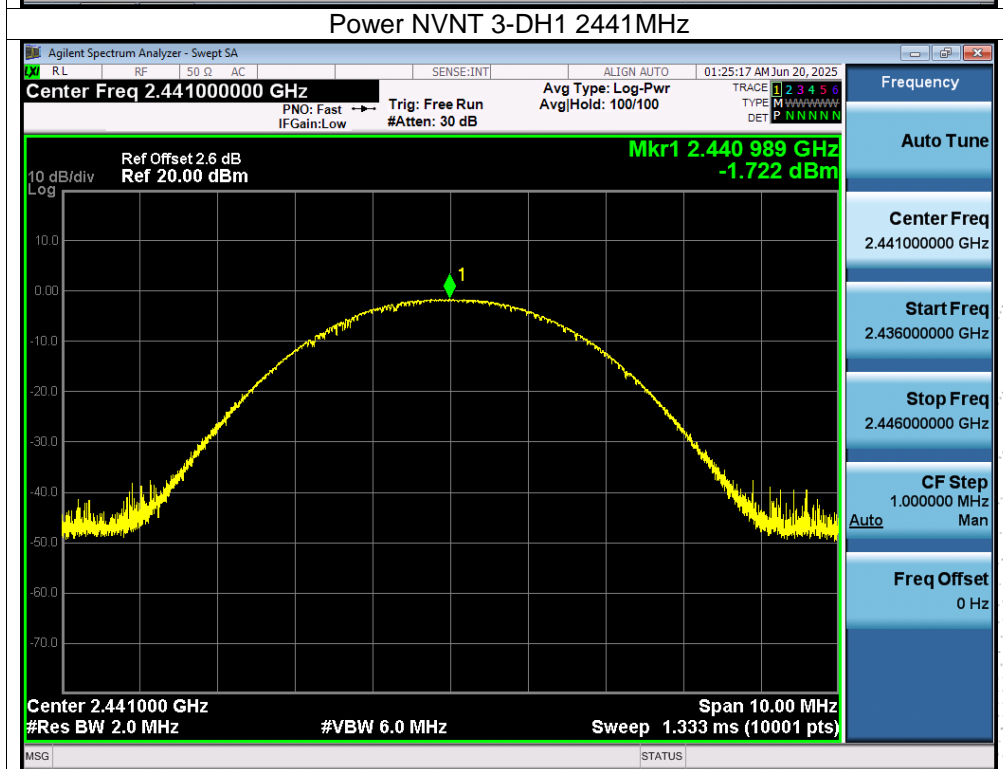 Power NVNT 3-DH1 2441MHz
Agilent Spectrum Analyzer - Swept SA
LXI RL RF 50 Ω AC SENSE:INT ALIGN AUTO 01:25:17 AM Jun 20, 2025
Center Freq 2.441000000 GHz
PNO: Fast
IFGain:Low
Trig: Free Run
#Atten: 30 dB
Avg Type: Log-Pwr
Avg|Hold: 100/100
TRACE 1 2 3 4 5 6
TYPE M WWWWW
DET P N N N N N
Ref Offset 2.6 dB
Ref 20.00 dBm
10 dB/div
Log
Mkr1 2.440 989 GHz
-1.722 dBm
10.0
0.00
-10.0
-20.0
-30.0
-40.0
-50.0
-60.0
-70.0
1
Center 2.441000 GHz
Span 10.00 MHz
#Res BW 2.0 MHz
#VBW 6.0 MHz
Sweep 1.333 ms (10001 pts)
MSG
STATUS
Frequency
Auto Tune
Center Freq
2.441000000 GHz
Start Freq
2.436000000 GHz
Stop Freq
2.446000000 GHz
CF Step
1.000000 MHz
Auto Man
Freq Offset
0 Hz